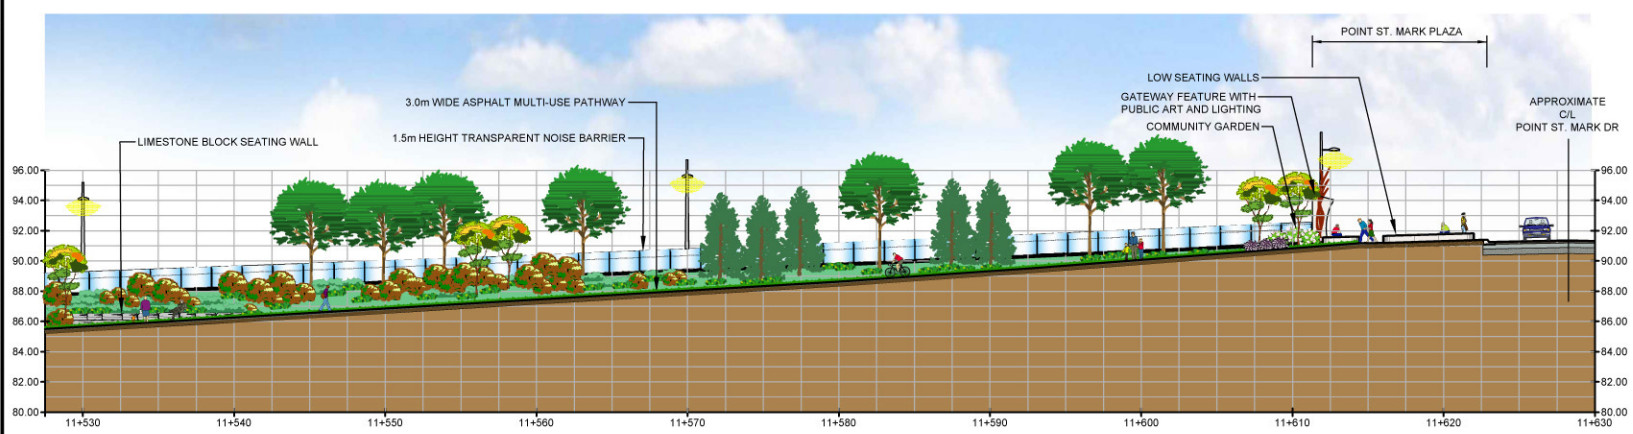 POINT ST. MARK PLAZA
LOW SEATING WALLS
GATEWAY FEATURE WITH
PUBLIC ART AND LIGHTING
COMMUNITY GARDEN
APPROXIMATE
C/L
POINT ST. MARK DR
3.0m WIDE ASPHALT MULTI-USE PATHWAY
1.5m HEIGHT TRANSPARENT NOISE BARRIER
LIMESTONE BLOCK SEATING WALL
96.00 96.00
94.00 94.00
92.00 92.00
90.00 90.00
88.00 88.00
86.00 86.00
84.00 84.00
82.00 82.00
80.00 80.00
11+530 11+540 11+550 11+560 11+570 11+580 11+590 11+600 11+610 11+620 11+630